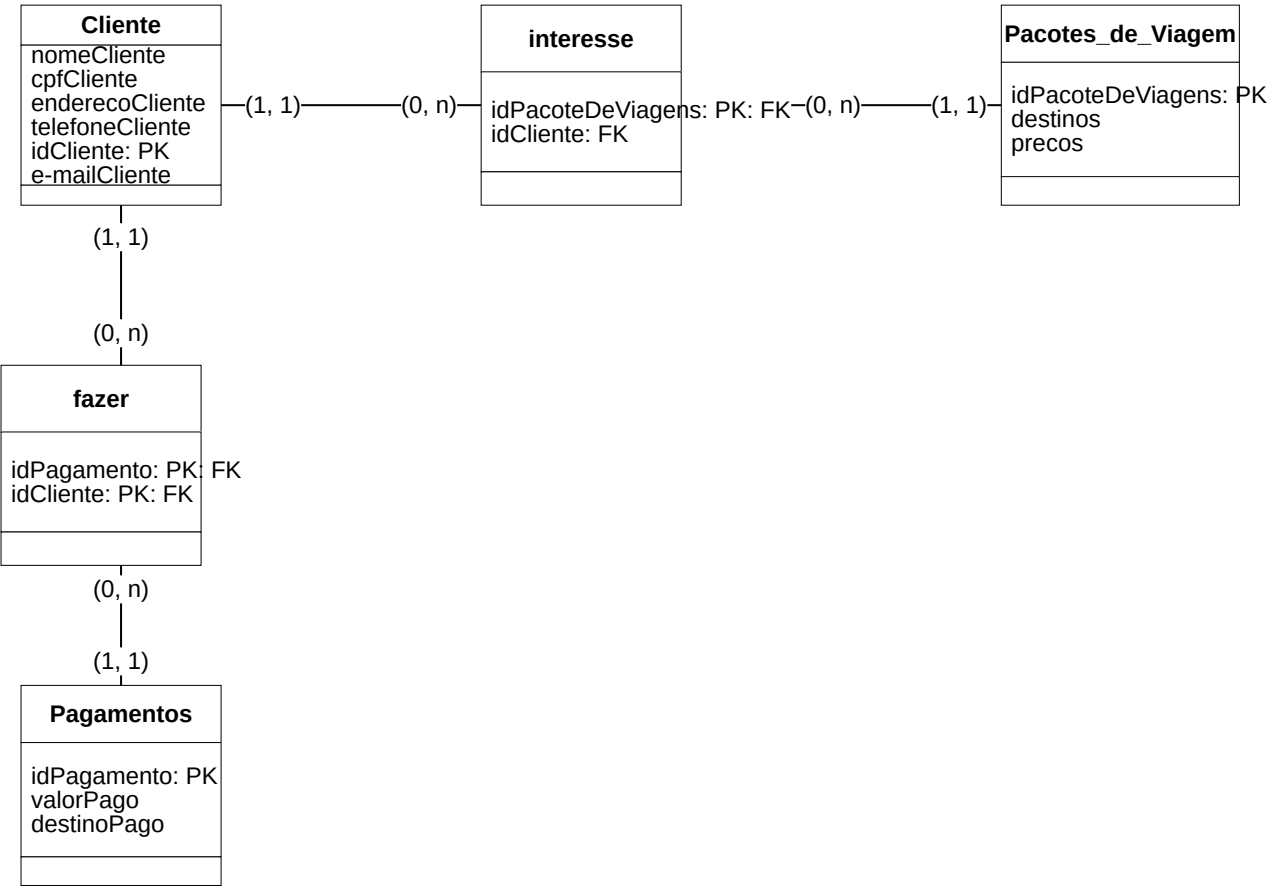 Cliente
nomeCliente
cpfCliente
enderecoCliente
telefoneCliente
idCliente: PK
e-mailCliente
(1, 1)
(0, n)
interesse
idPacoteDeViagens: PK: FK
idCliente: FK
(0, n)
(1, 1)
Pacotes_de_Viagem
idPacoteDeViagens: PK
destinos
precos
(1, 1)
(0, n)
fazer
idPagamento: PK: FK
idCliente: PK: FK
(0, n)
(1, 1)
Pagamentos
idPagamento: PK
valorPago
destinoPago